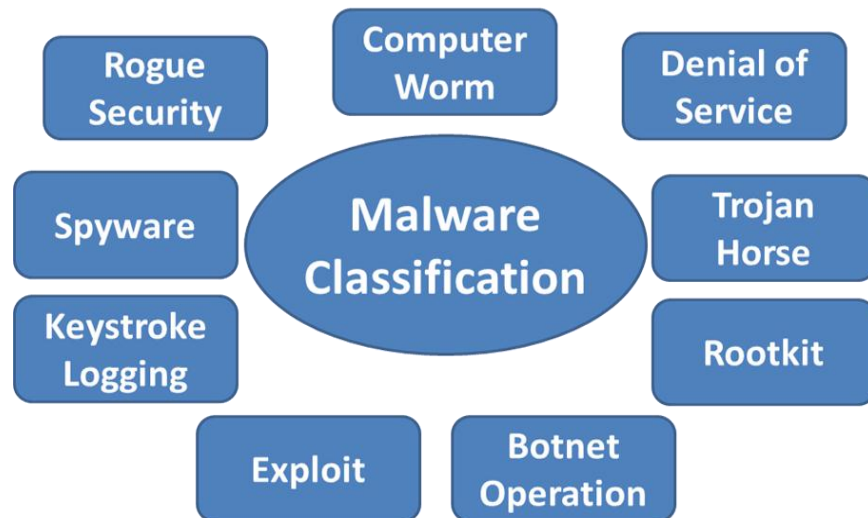 Computer
Worm
Rogue
Security
Denial of
Service
Malware
Classification
Spyware
Trojan
Horse
Keystroke
Logging
Rootkit
Exploit
Botnet
Operation